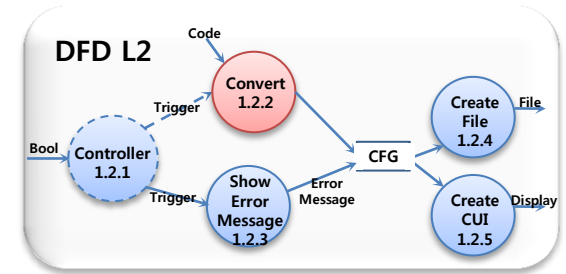 DFD L2
Code
Convert
1.2.2
Trigger
Bool
Controller
1.2.1
Trigger
Show
Error
Message
1.2.3
Error
Message
CFG
Create
File
1.2.4
File
Create
CUI
1.2.5
Display